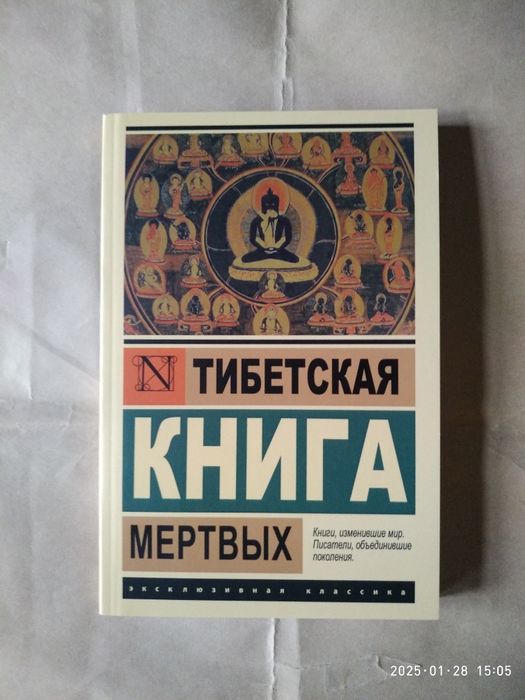 N ТИБЕТСКАЯ
КНИГА
МЕРТВЫХ
Книги, изменившие мир.
Писатели, объединившие
поколения.
эксклюзивная классика
2025-01-28 15:05